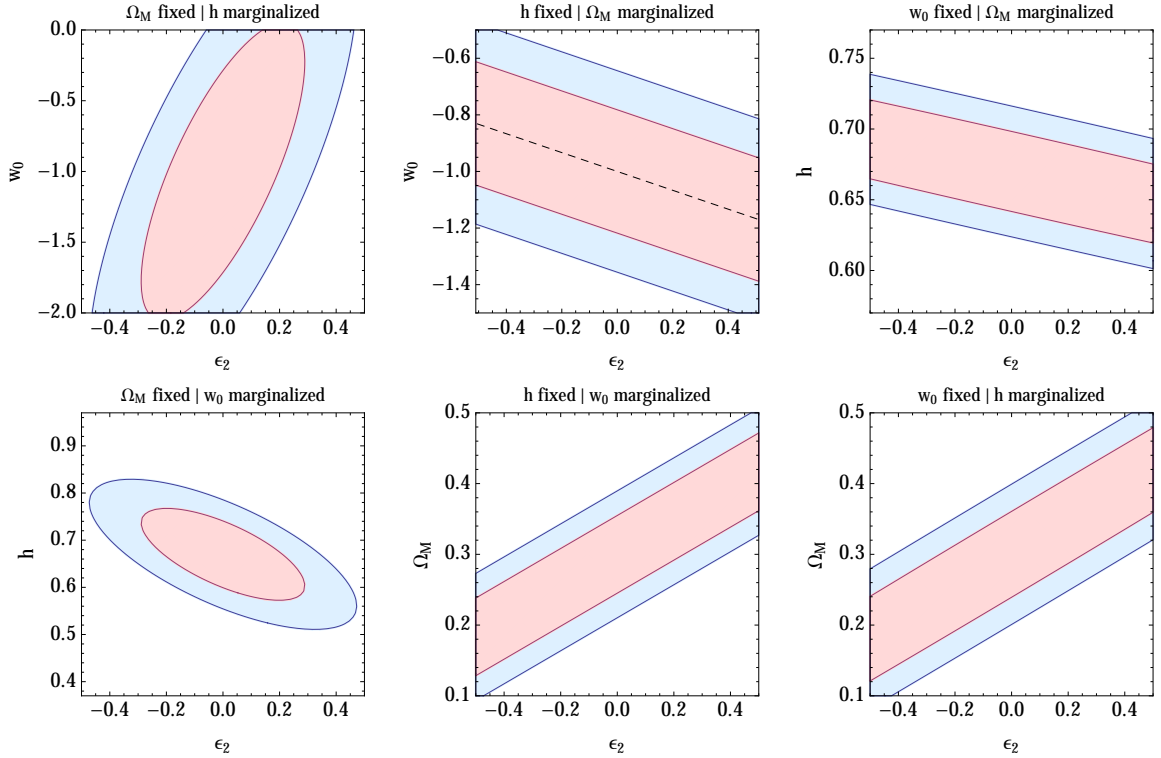 Ω_M fixed | h marginalized
h fixed | Ω_M marginalized
w_0 fixed | Ω_M marginalized
0.0
−0.5
−1.0
−1.5
−2.0
w_0
−0.4 −0.2 0.0 0.2 0.4
ϵ_2
−0.6
−0.8
−1.0
−1.2
−1.4
w_0
−0.4 −0.2 0.0 0.2 0.4
ϵ_2
0.75
0.70
0.65
0.60
h
−0.4 −0.2 0.0 0.2 0.4
ϵ_2
Ω_M fixed | w_0 marginalized
h fixed | w_0 marginalized
w_0 fixed | h marginalized
0.9
0.8
0.7
0.6
0.5
0.4
h
−0.4 −0.2 0.0 0.2 0.4
ϵ_2
0.5
0.4
0.3
0.2
0.1
Ω_M
−0.4 −0.2 0.0 0.2 0.4
ϵ_2
0.5
0.4
0.3
0.2
0.1
Ω_M
−0.4 −0.2 0.0 0.2 0.4
ϵ_2